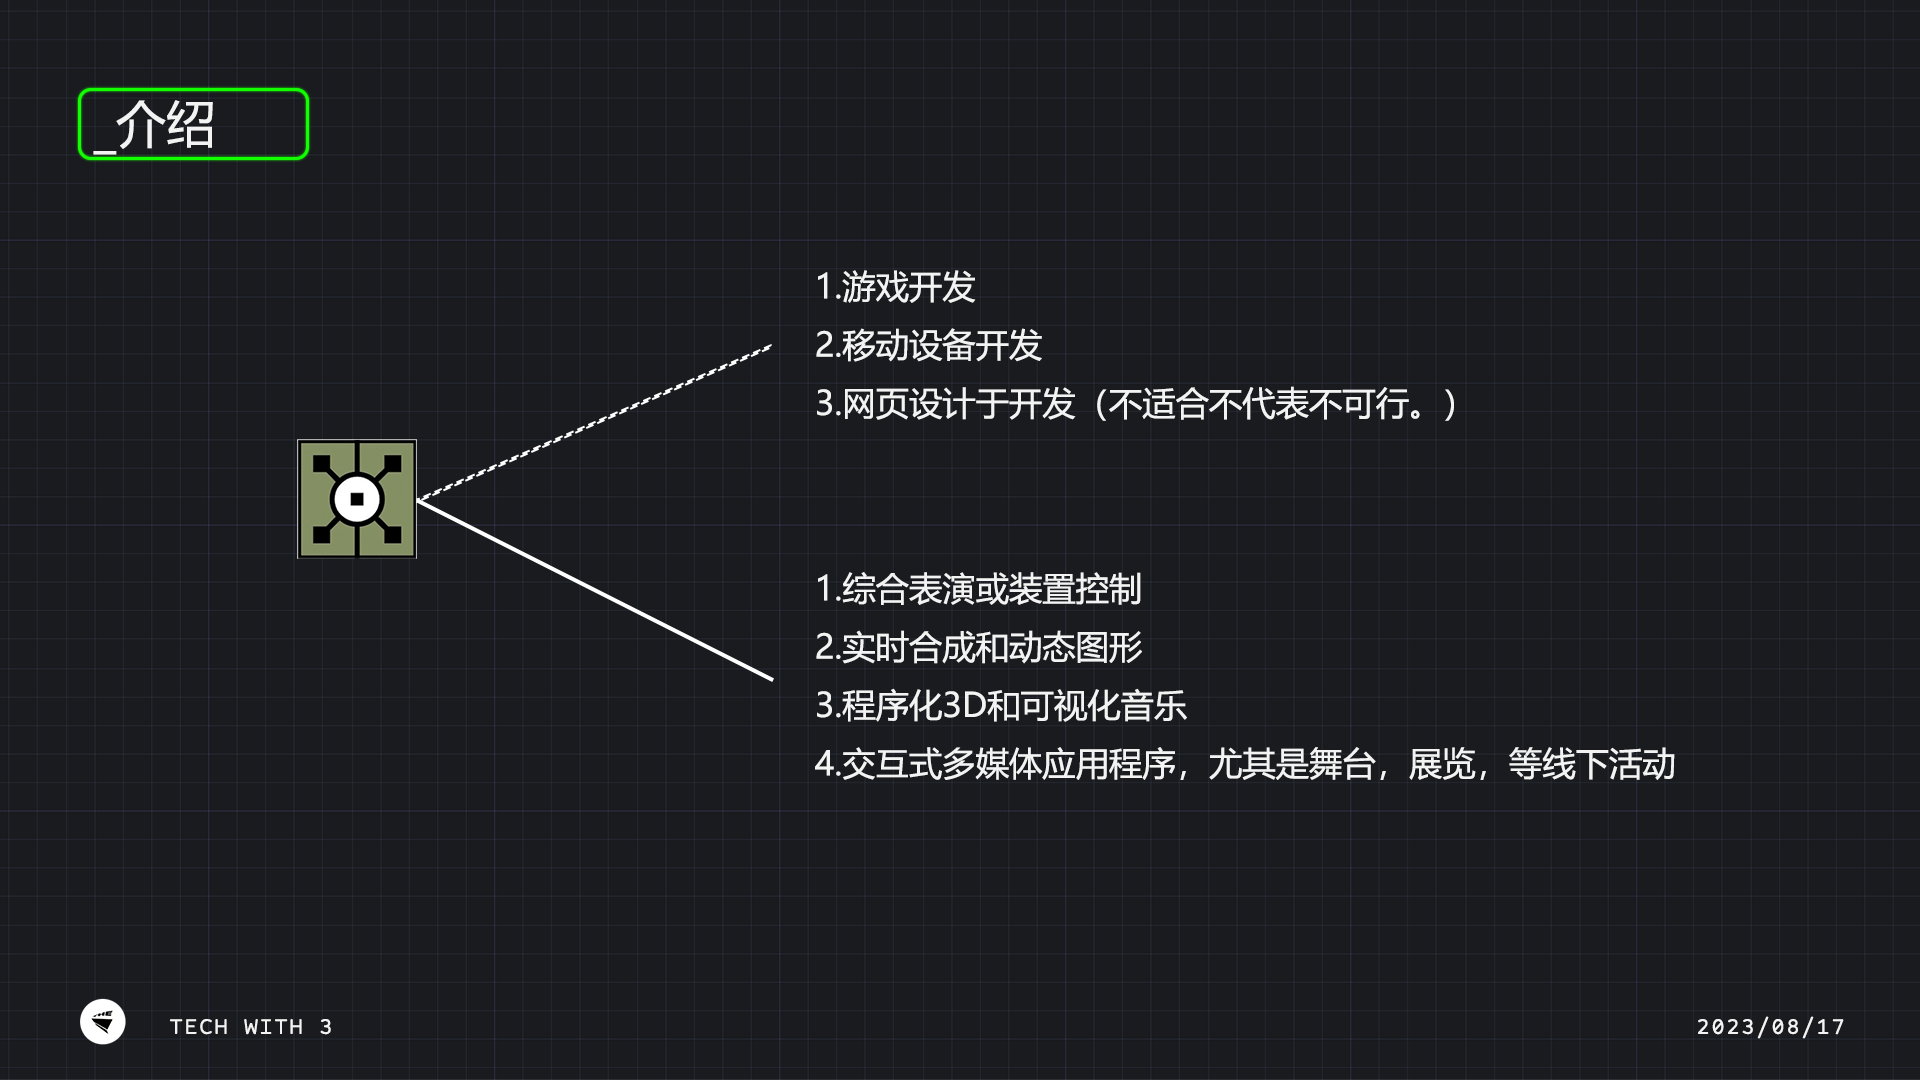 _介绍
1.游戏开发
2.移动设备开发
3.网页设计于开发（不适合不代表不可行。）
1.综合表演或装置控制
2.实时合成和动态图形
3.程序化3D和可视化音乐
4.交互式多媒体应用程序，尤其是舞台，展览，等线下活动
TECH WITH 3
2023/08/17